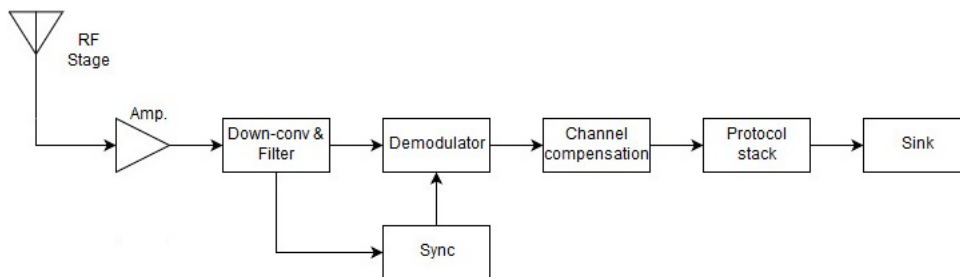 RF
Stage
Amp.
Down-conv &
Filter
Demodulator
Channel
compensation
Protocol
stack
Sink
Sync